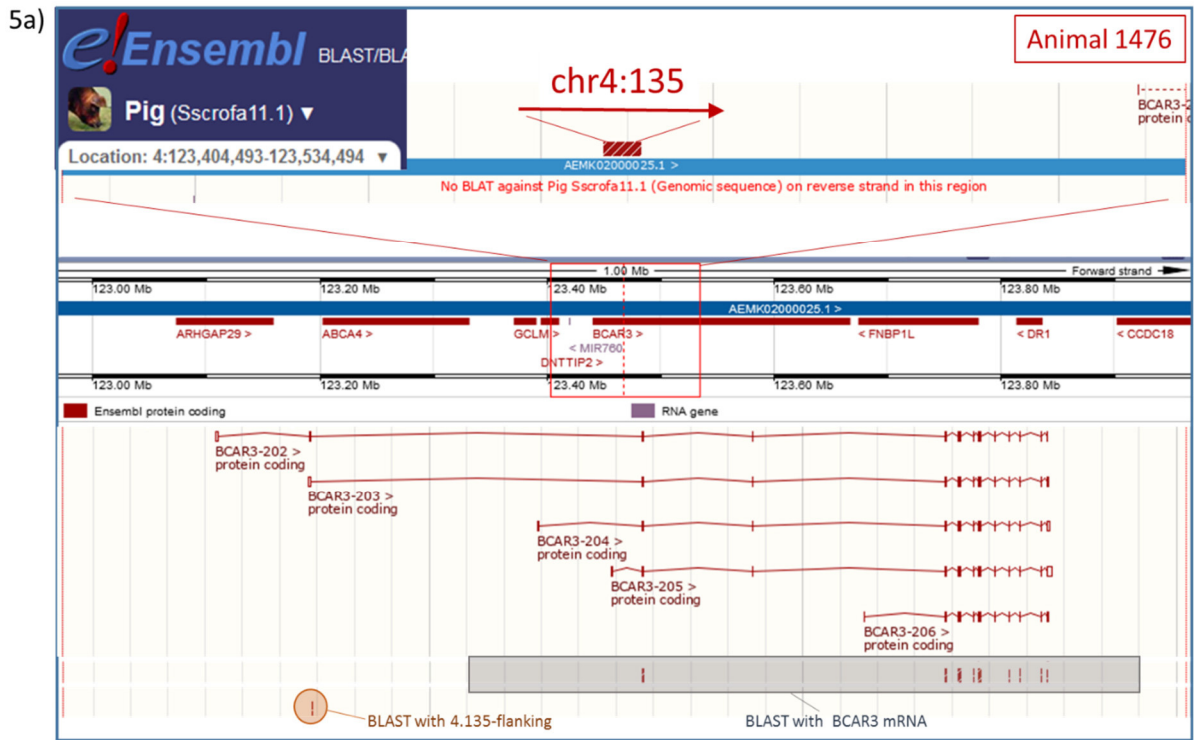 5a)
e!Ensembl BLAST/BLA
Animal 1476
Pig (Sscrofa11.1) ▼
chr4:135
BCAR3-2
protein c
Location: 4:123,404,493-123,534,494 ▼
AEMK02000025.1 >
No BLAT against Pig Sscrofa11.1 (Genomic sequence) on reverse strand in this region
1.00 Mb Forward strand
123.00 Mb 123.20 Mb 123.40 Mb 123.60 Mb 123.80 Mb
AEMK02000025.1 >
ARHGAP29 > ABCA4 > GCLM > BCAR3 > < FNBP1L < DR1 < CCDC18
< MIR760
DNTTIP2 >
123.00 Mb 123.20 Mb 123.40 Mb 123.60 Mb 123.80 Mb
Ensembl protein coding RNA gene
BCAR3-202 >
protein coding
BCAR3-203 >
protein coding
BCAR3-204 >
protein coding
BCAR3-205 >
protein coding
BCAR3-206 >
protein coding
BLAST with 4.135-flanking BLAST with BCAR3 mRNA